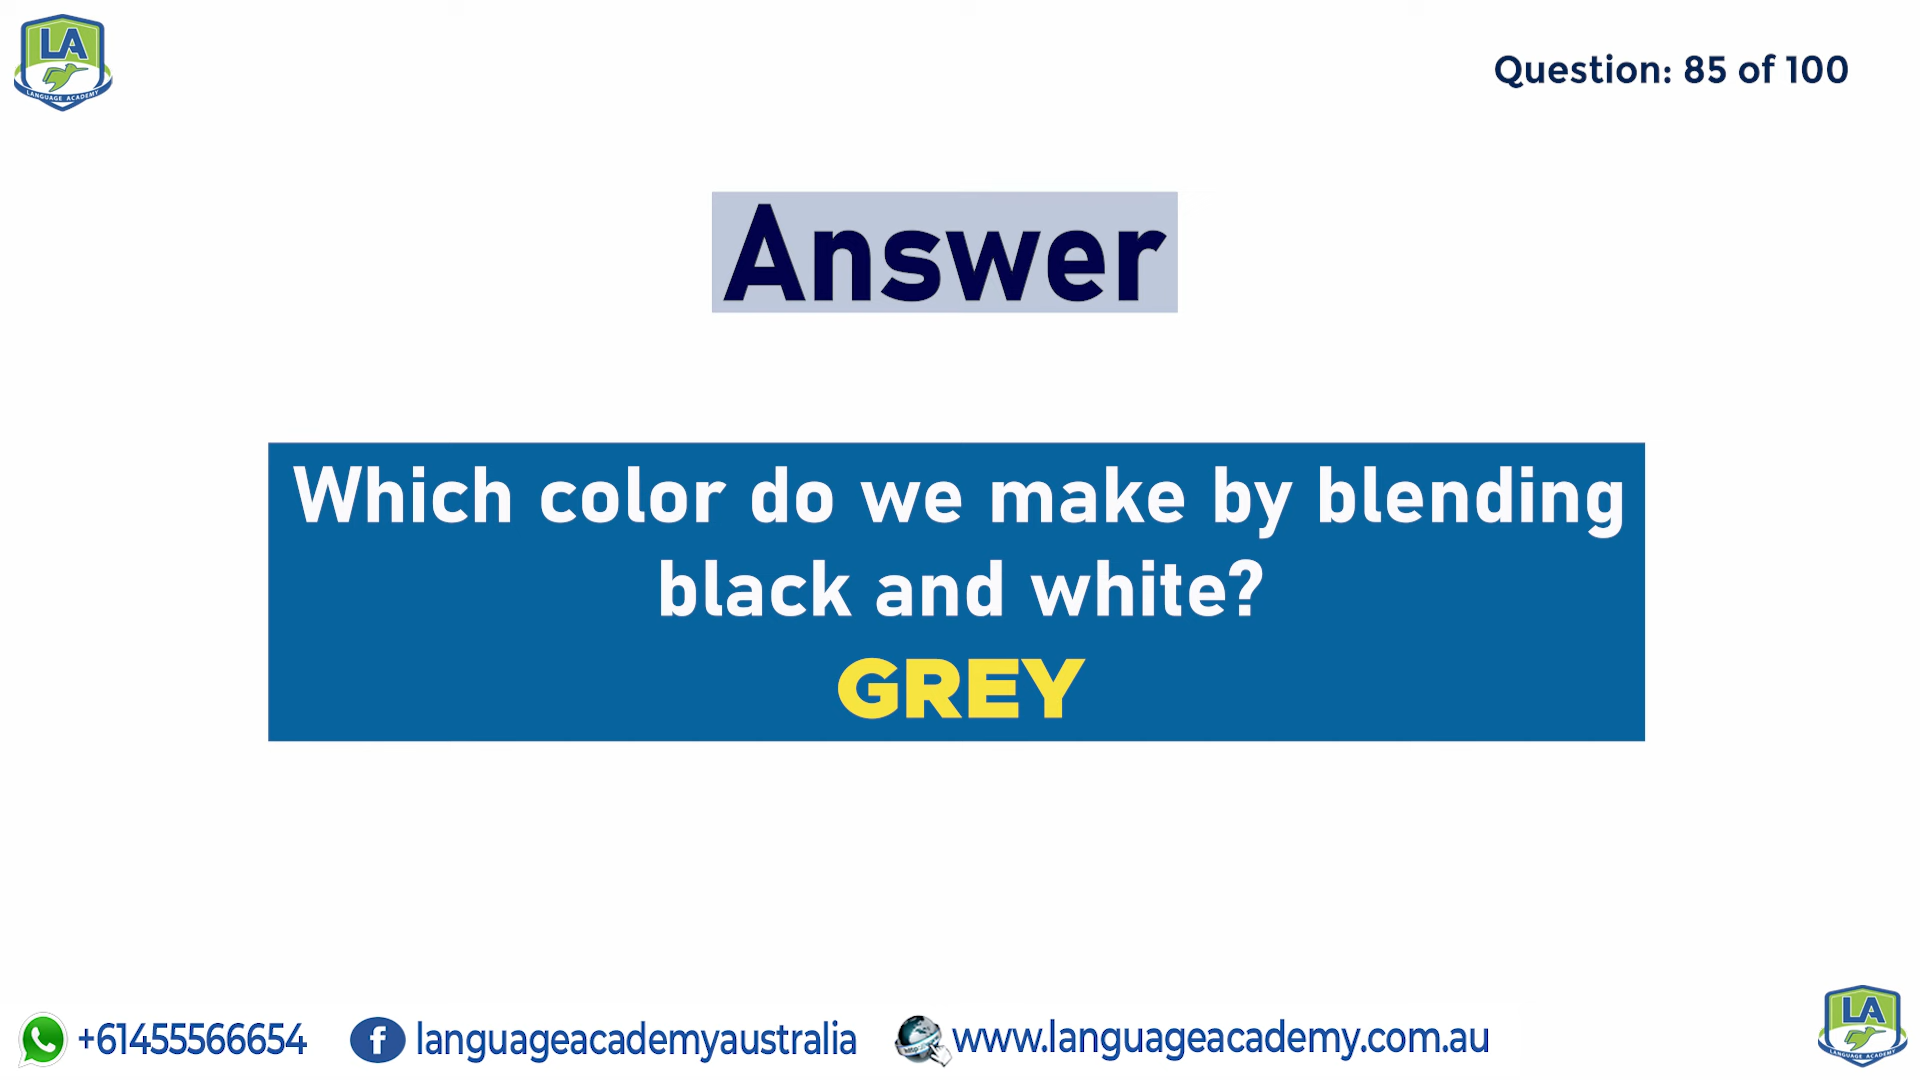 LA
LANGUAGE ACADEMY
Question: 85 of 100
Answer
Which color do we make by blending
black and white?
GREY
+61455566654
languageacademyaustralia
http
www.languageacademy.com.au
LA
LANGUAGE ACADEMY